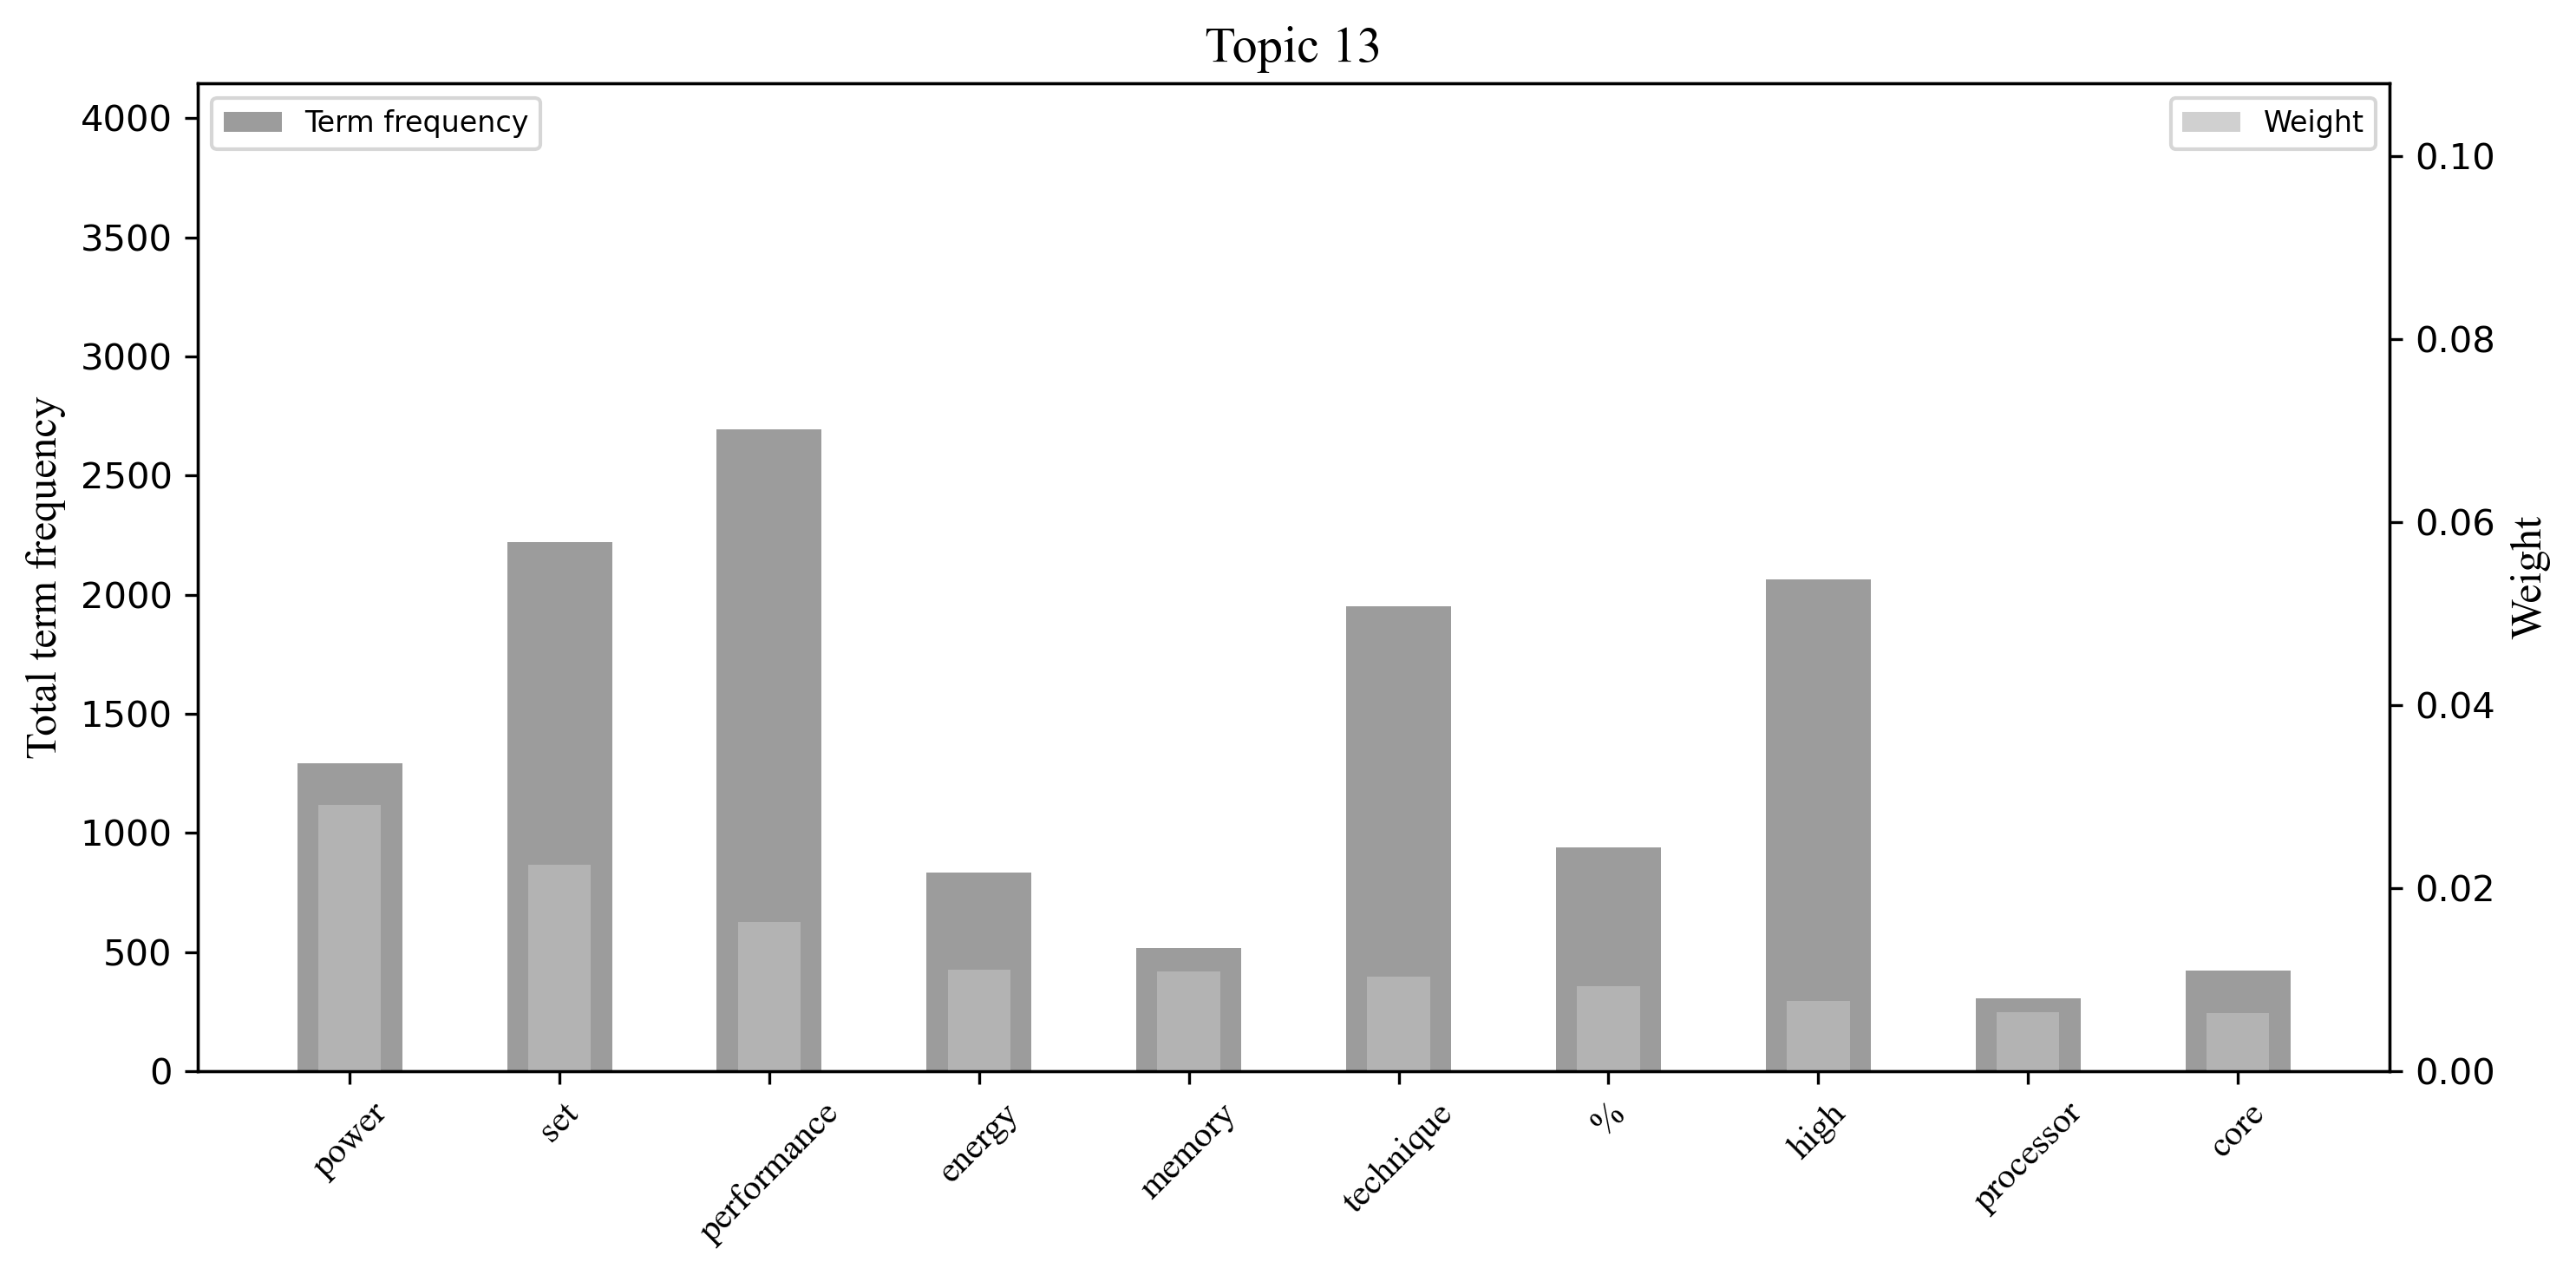 Topic 13
Term frequency
Weight
4000
3500
3000
2500
2000
1500
1000
500
0
Total term frequency
0.10
0.08
0.06
0.04
0.02
0.00
Weight
power
set
performance
energy
memory
technique
%
high
processor
core